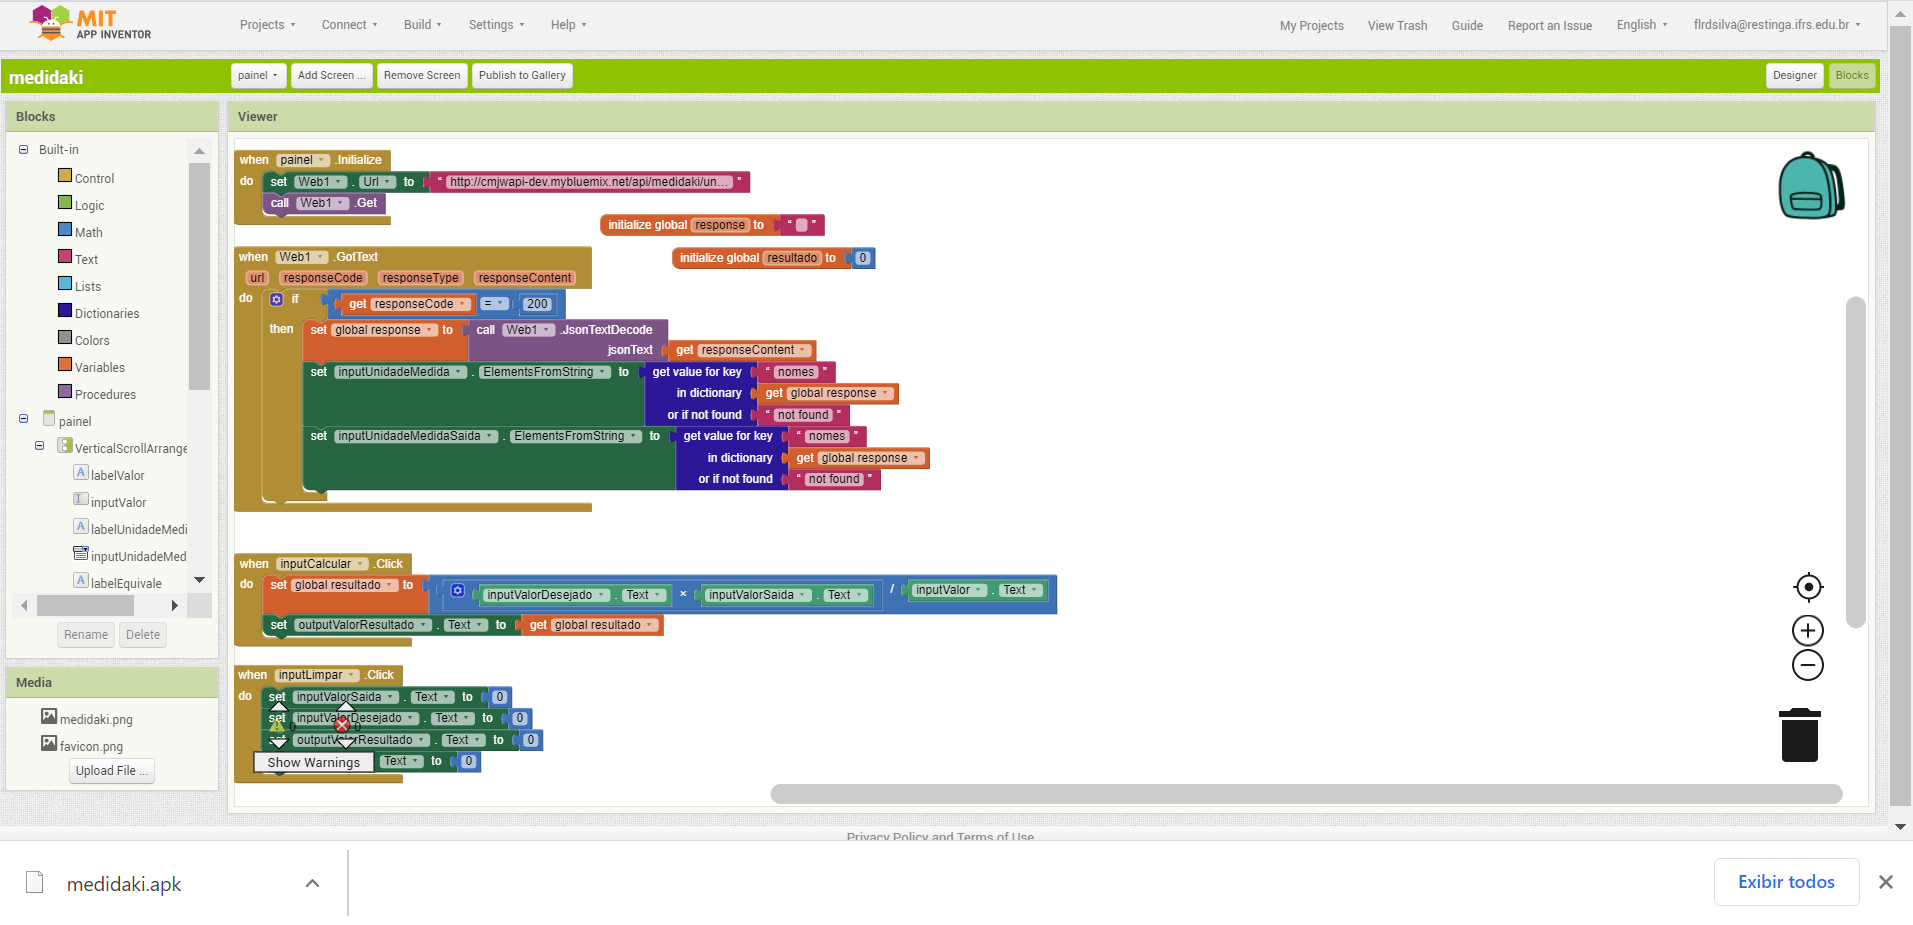 MIT
APP INVENTOR
Projects Connect Build Settings Help My Projects View Trash Guide Report an Issue English flrdsilva@restinga.ifrs.edu.br
medidaki painel Add Screen ... Remove Screen Publish to Gallery Designer Blocks
Blocks
Built-in
Control
Logic
Math
Text
Lists
Dictionaries
Colors
Variables
Procedures
painel
VerticalScrollArrange
labelValor
inputValor
labelUnidadeMedi
inputUnidadeMed
labelEquivale
Rename Delete
Media
medidaki.png
favicon.png
Upload File ...
Viewer
when painel .Initialize
do set Web1 . Url to " http://cmjwapi-dev.mybluemix.net/api/medidaki/un... "
call Web1 .Get
initialize global response to " "
initialize global resultado to 0
when Web1 .GotText
url responseCode responseType responseContent
do if get responseCode = 200
then set global response to call Web1 .JsonTextDecode
jsonText get responseContent
set inputUnidadeMedida . ElementsFromString to get value for key " nomes "
in dictionary get global response
or if not found " not found "
set inputUnidadeMedidaSaida . ElementsFromString to get value for key " nomes "
in dictionary get global response
or if not found " not found "
when inputCalcular .Click
do set global resultado to inputValorDesejado . Text × inputValorSaida . Text / inputValor . Text
set outputValorResultado . Text to get global resultado
when inputLimpar .Click
do set inputValorSaida . Text to 0
set inputValorDesejado . Text to 0
outputValorResultado . Text to 0
Show Warnings Text to 0
Privacy Policy and Terms of Use
medidaki.apk Exibir todos